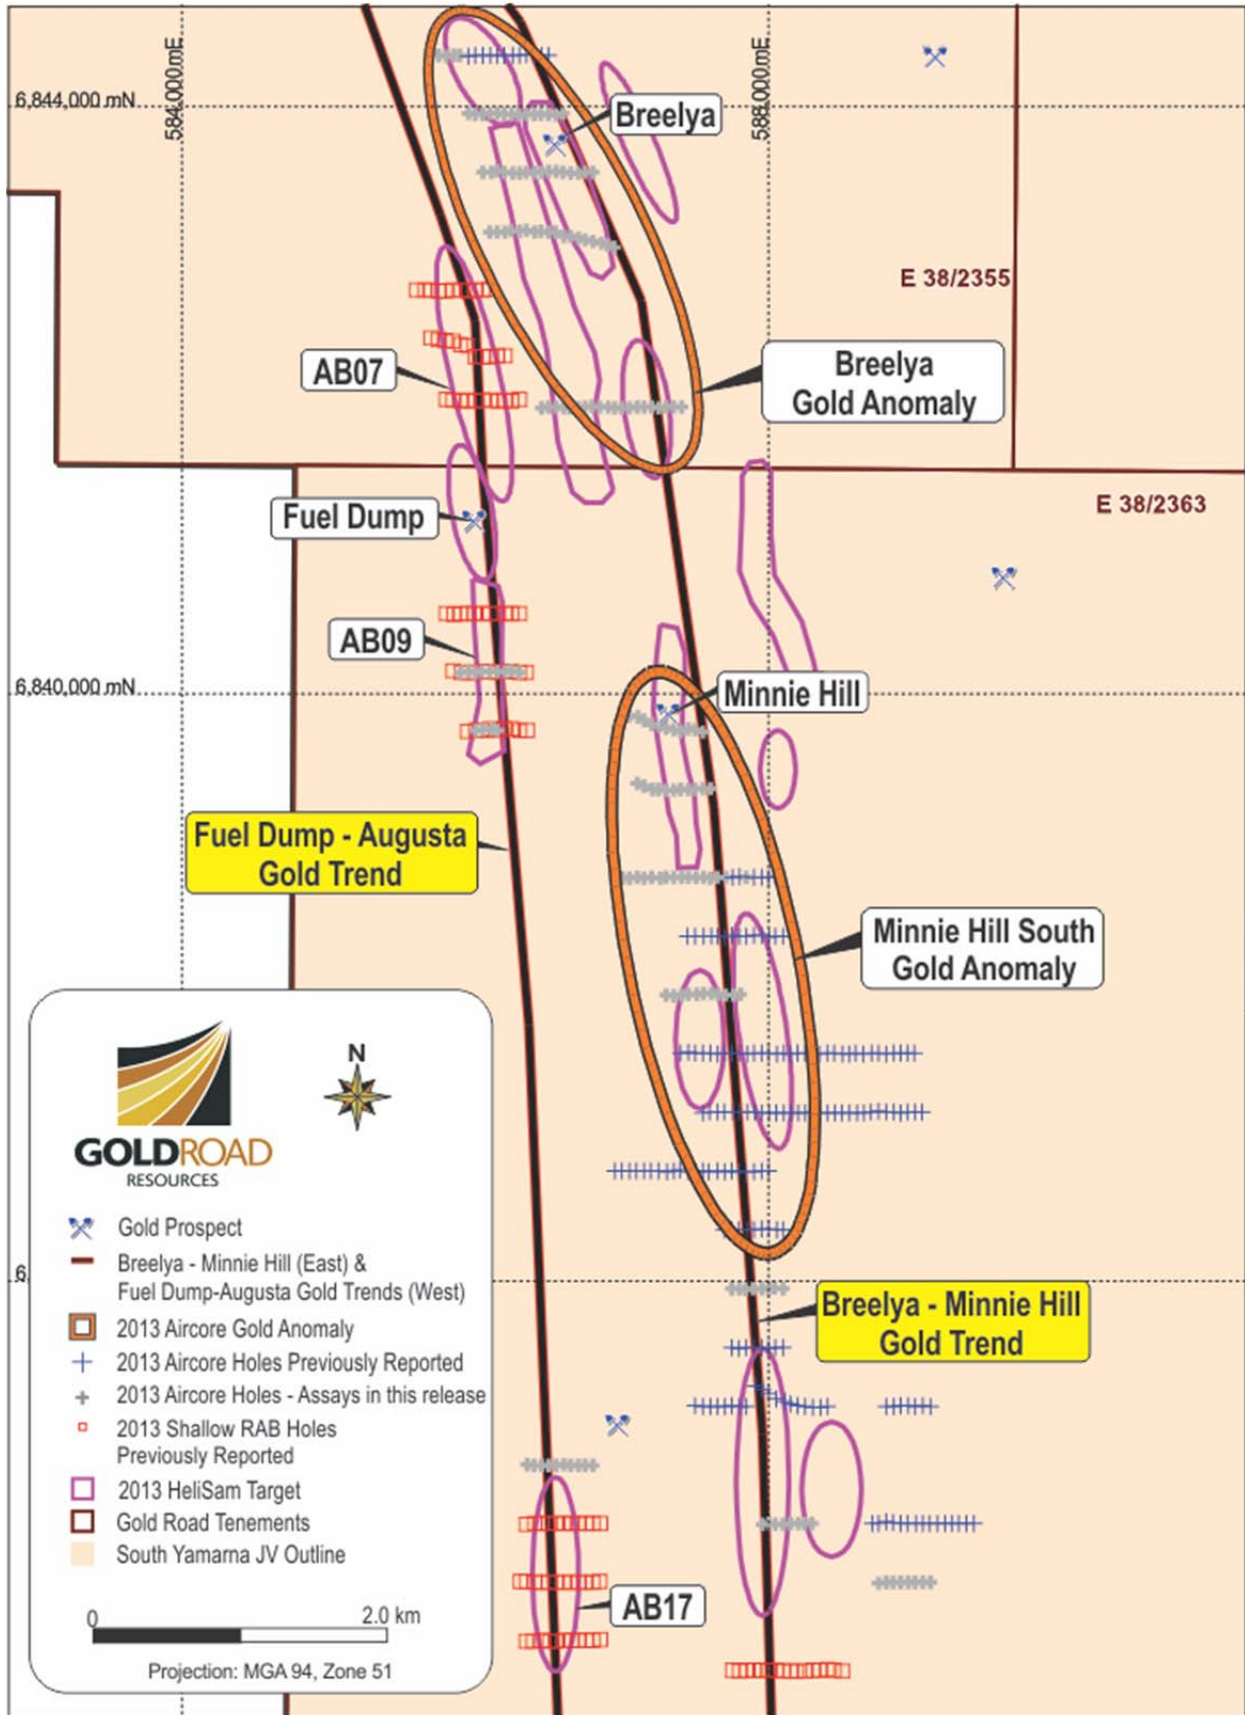 584,000mE
588,000mE
6,844,000 mN
Breelya
E 38/2355
AB07
Breelya
Gold Anomaly
E 38/2363
Fuel Dump
AB09
6,840,000 mN
Minnie Hill
Fuel Dump - Augusta
Gold Trend
Minnie Hill South
Gold Anomaly
N
GOLDROAD
RESOURCES
Gold Prospect
Breelya - Minnie Hill (East) &
Fuel Dump-Augusta Gold Trends (West)
6,
2013 Aircore Gold Anomaly
2013 Aircore Holes Previously Reported
2013 Aircore Holes - Assays in this release
2013 Shallow RAB Holes
Previously Reported
2013 HeliSam Target
Gold Road Tenements
South Yamarna JV Outline
0 2.0 km
Projection: MGA 94, Zone 51
Breelya - Minnie Hill
Gold Trend
AB17